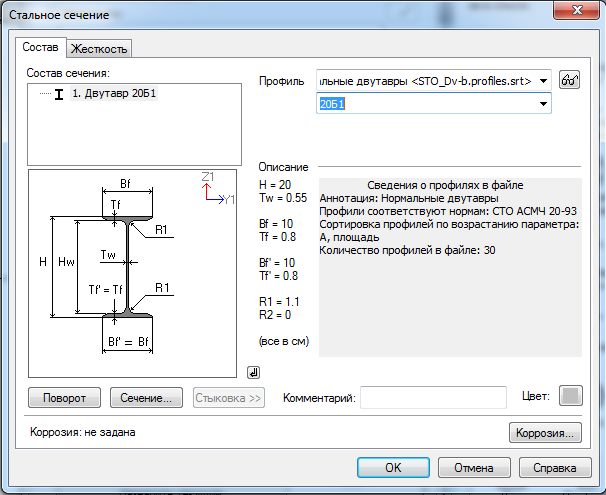 Стальное сечение
Состав
Жесткость
Состав сечения:
1. Двутавр 20Б1
Профиль
альные двутавры <STO_Dv-b.profiles.srt>
20Б1
Описание
H = 20
Tw = 0.55
Bf = 10
Tf = 0.8
Bf' = 10
Tf' = 0.8
R1 = 1.1
R2 = 0
(все в см)
Сведения о профилях в файле
Аннотация: Нормальные двутавры
Профили соответствуют нормам: СТО АСМЧ 20-93
Сортировка профилей по возрастанию параметра:
A, площадь
Количество профилей в файле: 30
Z1
Y1
Bf
Tf
R1
H
Hw
Tw
Tf' = Tf
R1
Bf' = Bf
Поворот
Сечение...
Стыковка >>
Комментарий:
Цвет:
Коррозия: не задана
Коррозия...
OK
Отмена
Справка